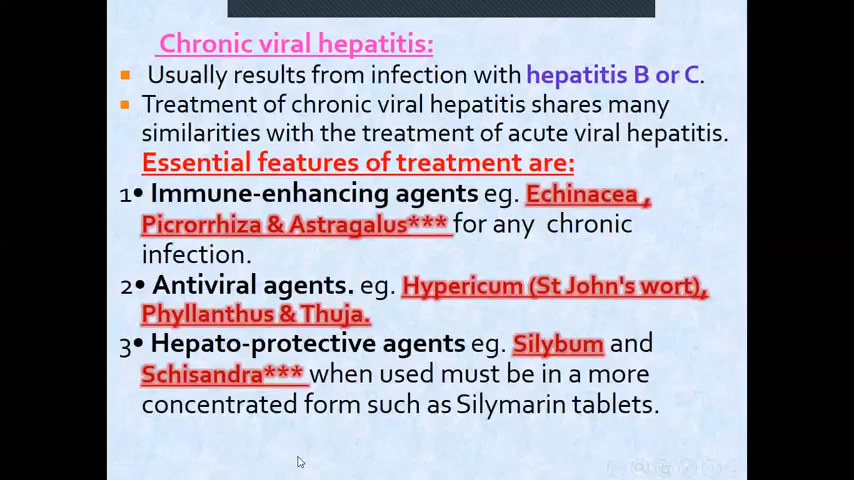 Chronic viral hepatitis:
▪ Usually results from infection with hepatitis B or C.
▪ Treatment of chronic viral hepatitis shares many
similarities with the treatment of acute viral hepatitis.
Essential features of treatment are:
1• Immune-enhancing agents eg. Echinacea ,
Picrorrhiza & Astragalus*** for any chronic
infection.
2• Antiviral agents. eg. Hypericum (St John's wort),
Phyllanthus & Thuja.
3• Hepato-protective agents eg. Silybum and
Schisandra*** when used must be in a more
concentrated form such as Silymarin tablets.